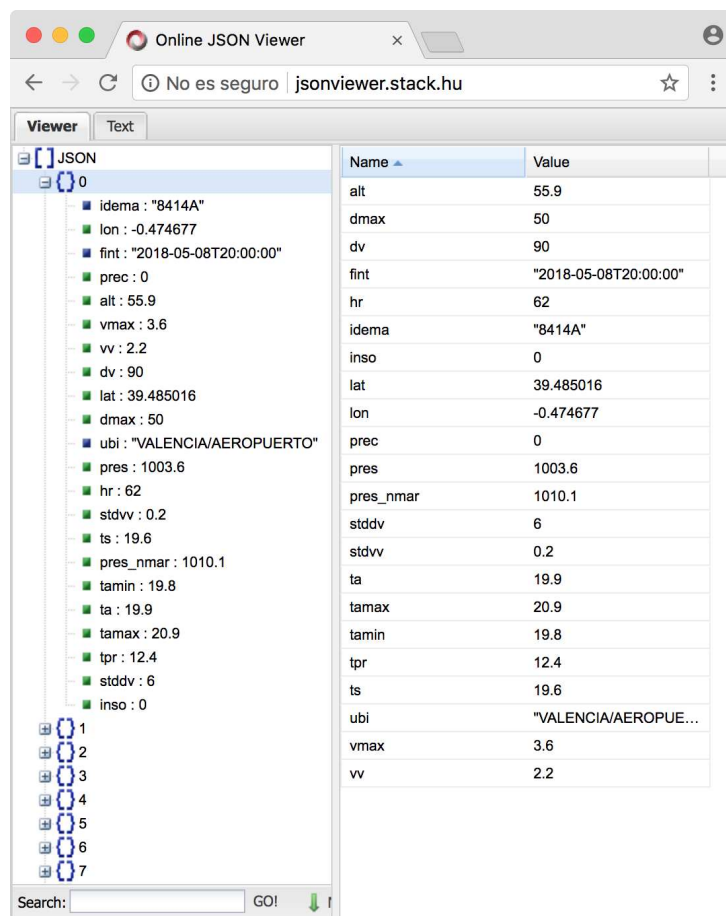 Online JSON Viewer
No es seguro jsonviewer.stack.hu
Viewer Text
JSON
0
idema : "8414A"
lon : -0.474677
fint : "2018-05-08T20:00:00"
prec : 0
alt : 55.9
vmax : 3.6
vv : 2.2
dv : 90
lat : 39.485016
dmax : 50
ubi : "VALENCIA/AEROPUERTO"
pres : 1003.6
hr : 62
stdvv : 0.2
ts : 19.6
pres_nmar : 1010.1
tamin : 19.8
ta : 19.9
tamax : 20.9
tpr : 12.4
stddv : 6
inso : 0
1
2
3
4
5
6
7
Search: GO!
Name Value
alt 55.9
dmax 50
dv 90
fint "2018-05-08T20:00:00"
hr 62
idema "8414A"
inso 0
lat 39.485016
lon -0.474677
prec 0
pres 1003.6
pres_nmar 1010.1
stddv 6
stdvv 0.2
ta 19.9
tamax 20.9
tamin 19.8
tpr 12.4
ts 19.6
ubi "VALENCIA/AEROPUE...
vmax 3.6
vv 2.2